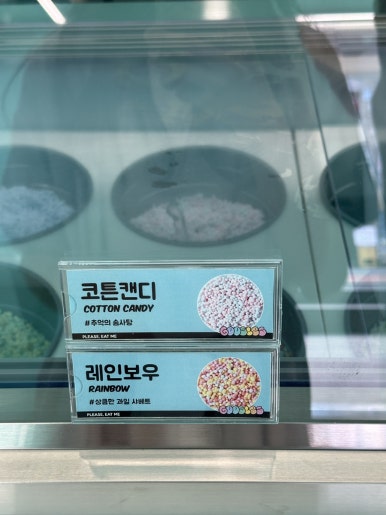 코튼캔디
COTTON CANDY
#추억의 솜사탕
PLEASE, EAT ME
레인보우
RAINBOW
#상큼한 과일 샤베트
PLEASE, EAT ME